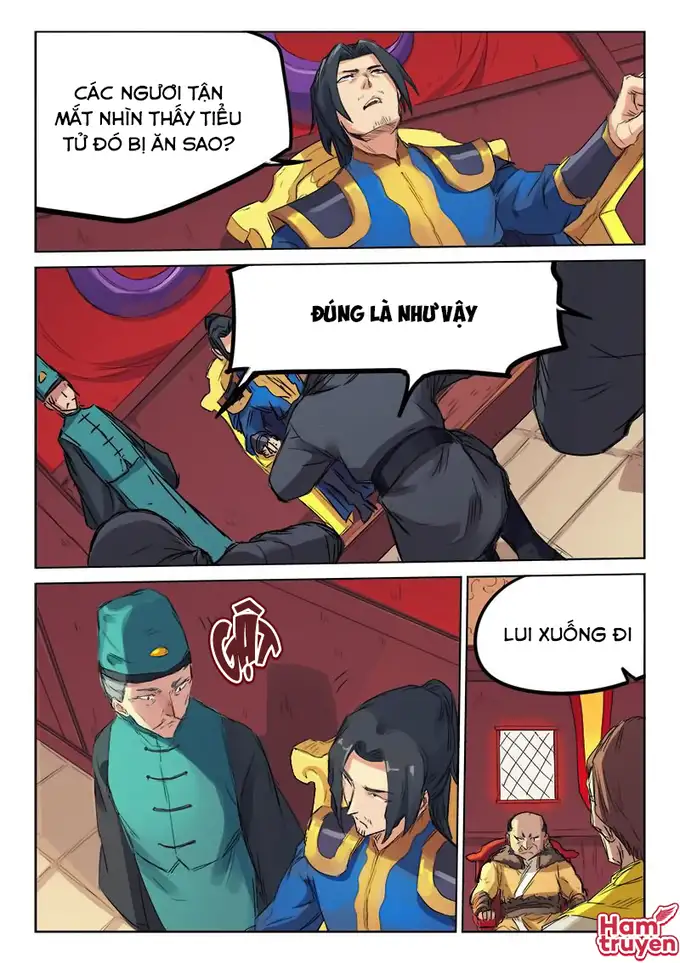 CÁC NGƯƠI TẬN
MẮT NHÌN THẤY TIỂU
TỬ ĐÓ BỊ ĂN SAO?
ĐÚNG LÀ NHƯ VẬY
GẬT
LUI XUỐNG ĐI
Ham
truyen